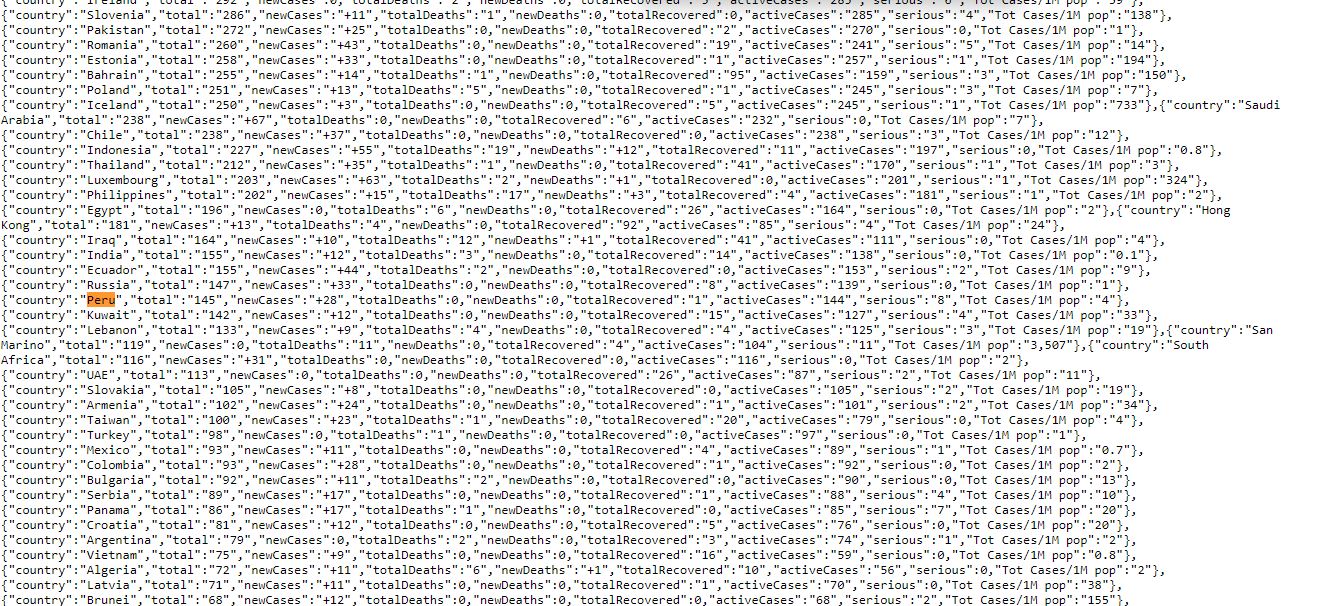 {"country":"Ireland","total":"292","newCases":0,"totalDeaths":"2","newDeaths":0,"totalRecovered":"5","activeCases":"285","serious":"6","Tot Cases/1M pop":"59"},
{"country":"Slovenia","total":"286","newCases":"+11","totalDeaths":"1","newDeaths":0,"totalRecovered":0,"activeCases":"285","serious":"4","Tot Cases/1M pop":"138"},
{"country":"Pakistan","total":"272","newCases":"+25","totalDeaths":0,"newDeaths":0,"totalRecovered":"2","activeCases":"270","serious":0,"Tot Cases/1M pop":"1"},
{"country":"Romania","total":"260","newCases":"+43","totalDeaths":0,"newDeaths":0,"totalRecovered":"19","activeCases":"241","serious":"5","Tot Cases/1M pop":"14"},
{"country":"Estonia","total":"258","newCases":"+33","totalDeaths":0,"newDeaths":0,"totalRecovered":"1","activeCases":"257","serious":"1","Tot Cases/1M pop":"194"},
{"country":"Bahrain","total":"255","newCases":"+14","totalDeaths":"1","newDeaths":0,"totalRecovered":"95","activeCases":"159","serious":"3","Tot Cases/1M pop":"150"},
{"country":"Poland","total":"251","newCases":"+13","totalDeaths":"5","newDeaths":0,"totalRecovered":"1","activeCases":"245","serious":"3","Tot Cases/1M pop":"7"},
{"country":"Iceland","total":"250","newCases":"+3","totalDeaths":0,"newDeaths":0,"totalRecovered":"5","activeCases":"245","serious":"1","Tot Cases/1M pop":"733"},{"country":"Saudi
Arabia","total":"238","newCases":"+67","totalDeaths":0,"newDeaths":0,"totalRecovered":"6","activeCases":"232","serious":0,"Tot Cases/1M pop":"7"},
{"country":"Chile","total":"238","newCases":"+37","totalDeaths":0,"newDeaths":0,"totalRecovered":0,"activeCases":"238","serious":"3","Tot Cases/1M pop":"12"},
{"country":"Indonesia","total":"227","newCases":"+55","totalDeaths":"19","newDeaths":"+12","totalRecovered":"11","activeCases":"197","serious":0,"Tot Cases/1M pop":"0.8"},
{"country":"Thailand","total":"212","newCases":"+35","totalDeaths":"1","newDeaths":0,"totalRecovered":"41","activeCases":"170","serious":"1","Tot Cases/1M pop":"3"},
{"country":"Luxembourg","total":"203","newCases":"+63","totalDeaths":"2","newDeaths":"+1","totalRecovered":0,"activeCases":"201","serious":"1","Tot Cases/1M pop":"324"},
{"country":"Philippines","total":"202","newCases":"+15","totalDeaths":"17","newDeaths":"+3","totalRecovered":"4","activeCases":"181","serious":"1","Tot Cases/1M pop":"2"},
{"country":"Egypt","total":"196","newCases":0,"totalDeaths":"6","newDeaths":0,"totalRecovered":"26","activeCases":"164","serious":0,"Tot Cases/1M pop":"2"},{"country":"Hong
Kong","total":"181","newCases":"+13","totalDeaths":"4","newDeaths":0,"totalRecovered":"92","activeCases":"85","serious":"4","Tot Cases/1M pop":"24"},
{"country":"Iraq","total":"164","newCases":"+10","totalDeaths":"12","newDeaths":"+1","totalRecovered":"41","activeCases":"111","serious":0,"Tot Cases/1M pop":"4"},
{"country":"India","total":"155","newCases":"+12","totalDeaths":"3","newDeaths":0,"totalRecovered":"14","activeCases":"138","serious":0,"Tot Cases/1M pop":"0.1"},
{"country":"Ecuador","total":"155","newCases":"+44","totalDeaths":"2","newDeaths":0,"totalRecovered":0,"activeCases":"153","serious":"2","Tot Cases/1M pop":"9"},
{"country":"Russia","total":"147","newCases":"+33","totalDeaths":0,"newDeaths":0,"totalRecovered":"8","activeCases":"139","serious":0,"Tot Cases/1M pop":"1"},
{"country":"Peru","total":"145","newCases":"+28","totalDeaths":0,"newDeaths":0,"totalRecovered":"1","activeCases":"144","serious":"8","Tot Cases/1M pop":"4"},
{"country":"Kuwait","total":"142","newCases":"+12","totalDeaths":0,"newDeaths":0,"totalRecovered":"15","activeCases":"127","serious":"4","Tot Cases/1M pop":"33"},
{"country":"Lebanon","total":"133","newCases":"+9","totalDeaths":"4","newDeaths":0,"totalRecovered":"4","activeCases":"125","serious":"3","Tot Cases/1M pop":"19"},{"country":"San
Marino","total":"119","newCases":0,"totalDeaths":"11","newDeaths":0,"totalRecovered":"4","activeCases":"104","serious":"11","Tot Cases/1M pop":"3,507"},{"country":"South
Africa","total":"116","newCases":"+31","totalDeaths":0,"newDeaths":0,"totalRecovered":0,"activeCases":"116","serious":0,"Tot Cases/1M pop":"2"},
{"country":"UAE","total":"113","newCases":0,"totalDeaths":0,"newDeaths":0,"totalRecovered":"26","activeCases":"87","serious":"2","Tot Cases/1M pop":"11"},
{"country":"Slovakia","total":"105","newCases":"+8","totalDeaths":0,"newDeaths":0,"totalRecovered":0,"activeCases":"105","serious":"2","Tot Cases/1M pop":"19"},
{"country":"Armenia","total":"102","newCases":"+24","totalDeaths":0,"newDeaths":0,"totalRecovered":"1","activeCases":"101","serious":"2","Tot Cases/1M pop":"34"},
{"country":"Taiwan","total":"100","newCases":"+23","totalDeaths":"1","newDeaths":0,"totalRecovered":"20","activeCases":"79","serious":0,"Tot Cases/1M pop":"4"},
{"country":"Turkey","total":"98","newCases":0,"totalDeaths":"1","newDeaths":0,"totalRecovered":0,"activeCases":"97","serious":0,"Tot Cases/1M pop":"1"},
{"country":"Mexico","total":"93","newCases":"+11","totalDeaths":0,"newDeaths":0,"totalRecovered":"4","activeCases":"89","serious":"1","Tot Cases/1M pop":"0.7"},
{"country":"Colombia","total":"93","newCases":"+28","totalDeaths":0,"newDeaths":0,"totalRecovered":"1","activeCases":"92","serious":0,"Tot Cases/1M pop":"2"},
{"country":"Bulgaria","total":"92","newCases":"+11","totalDeaths":"2","newDeaths":0,"totalRecovered":0,"activeCases":"90","serious":0,"Tot Cases/1M pop":"13"},
{"country":"Serbia","total":"89","newCases":"+17","totalDeaths":0,"newDeaths":0,"totalRecovered":"1","activeCases":"88","serious":"4","Tot Cases/1M pop":"10"},
{"country":"Panama","total":"86","newCases":"+17","totalDeaths":"1","newDeaths":0,"totalRecovered":0,"activeCases":"85","serious":"7","Tot Cases/1M pop":"20"},
{"country":"Croatia","total":"81","newCases":"+12","totalDeaths":0,"newDeaths":0,"totalRecovered":"5","activeCases":"76","serious":0,"Tot Cases/1M pop":"20"},
{"country":"Argentina","total":"79","newCases":0,"totalDeaths":"2","newDeaths":0,"totalRecovered":"3","activeCases":"74","serious":"1","Tot Cases/1M pop":"2"},
{"country":"Vietnam","total":"75","newCases":"+9","totalDeaths":0,"newDeaths":0,"totalRecovered":"16","activeCases":"59","serious":0,"Tot Cases/1M pop":"0.8"},
{"country":"Algeria","total":"72","newCases":"+11","totalDeaths":"6","newDeaths":"+1","totalRecovered":"10","activeCases":"56","serious":0,"Tot Cases/1M pop":"2"},
{"country":"Latvia","total":"71","newCases":"+11","totalDeaths":0,"newDeaths":0,"totalRecovered":"1","activeCases":"70","serious":0,"Tot Cases/1M pop":"38"},
{"country":"Brunei","total":"68","newCases":"+12","totalDeaths":0,"newDeaths":0,"totalRecovered":0,"activeCases":"68","serious":"2","Tot Cases/1M pop":"155"},